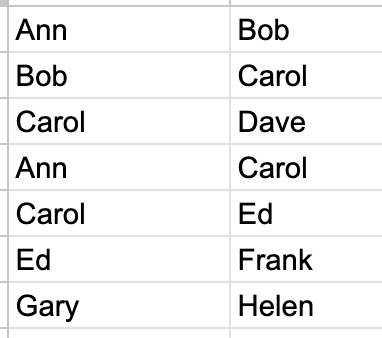 Ann Bob
Bob Carol
Carol Dave
Ann Carol
Carol Ed
Ed Frank
Gary Helen